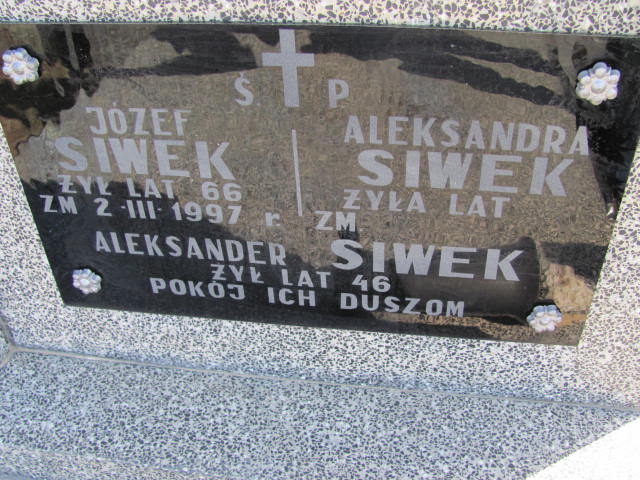 Ś. P
JÓZEF
SIWEK
ŻYŁ LAT 66
ZM 2-III-1997 r.
ALEKSANDRA
SIWEK
ŻYŁA LAT
ZM
ALEKSANDER SIWEK
ŻYŁ LAT 46
POKÓJ ICH DUSZOM